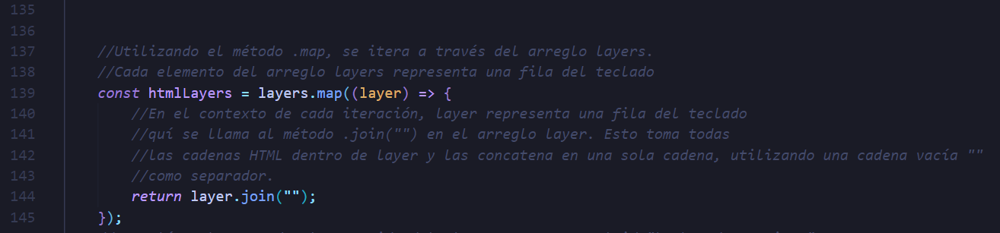 135
136
137 //Utilizando el método .map, se itera a través del arreglo layers.
138 //Cada elemento del arreglo layers representa una fila del teclado
139 const htmlLayers = layers.map((layer) => {
140 //En el contexto de cada iteración, layer representa una fila del teclado
141 //quí se llama al método .join("") en el arreglo layer. Esto toma todas
142 //las cadenas HTML dentro de layer y las concatena en una sola cadena, utilizando una cadena vacía ""
143 //como separador.
144 return layer.join("");
145 });